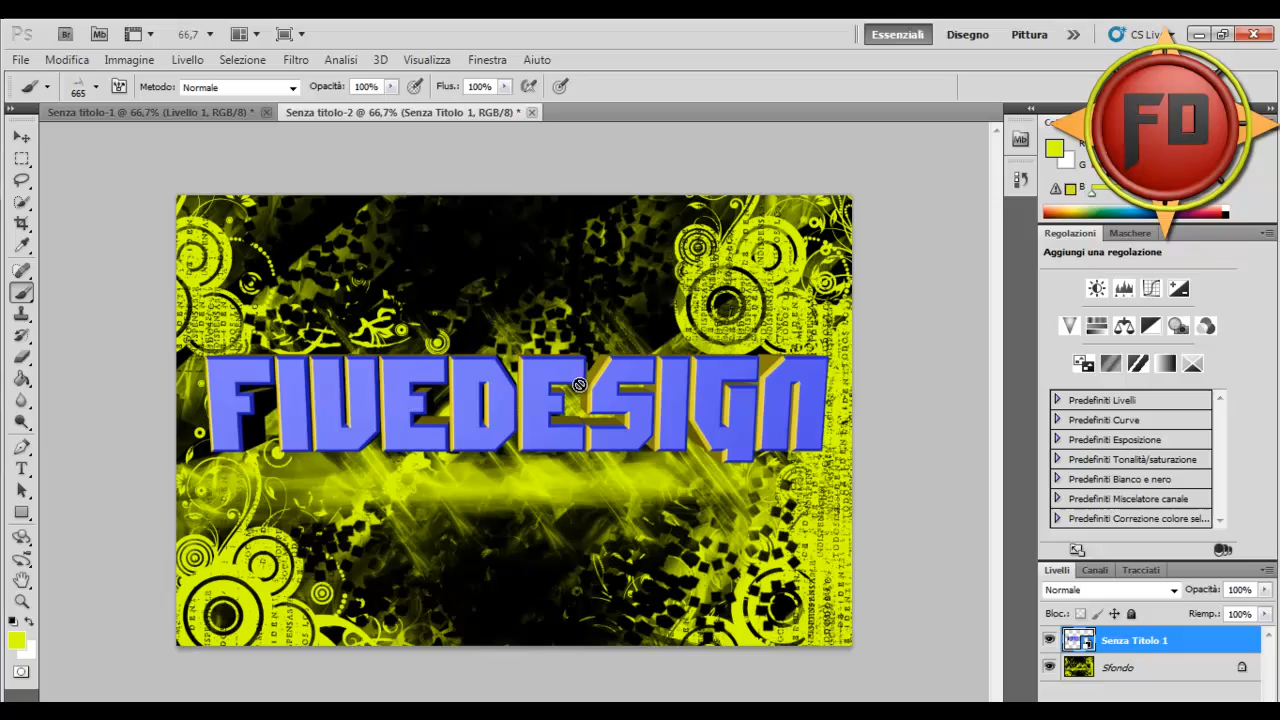 Ps Br Mb 66,7 Essenziali Disegno Pittura CS Liv
File Modifica Immagine Livello Selezione Filtro Analisi 3D Visualizza Finestra Aiuto
665 Metodo: Normale Opacità: 100% Flus.: 100%
Senza titolo-1 @ 66,7% (Livello 1, RGB/8) * Senza titolo-2 @ 66,7% (Senza Titolo 1, RGB/8) *
FD
Mb
G
B
Regolazioni Maschere
Aggiungi una regolazione
FIVEDESIGN
Predefiniti Livelli
Predefiniti Curve
Predefiniti Esposizione
Predefiniti Tonalità/saturazione
Predefiniti Bianco e nero
Predefiniti Miscelatore canale
Predefiniti Correzione colore sel...
Livelli Canali Tracciati
Normale Opacità: 100%
Bloc.: Riemp.: 100%
Senza Titolo 1
Sfondo